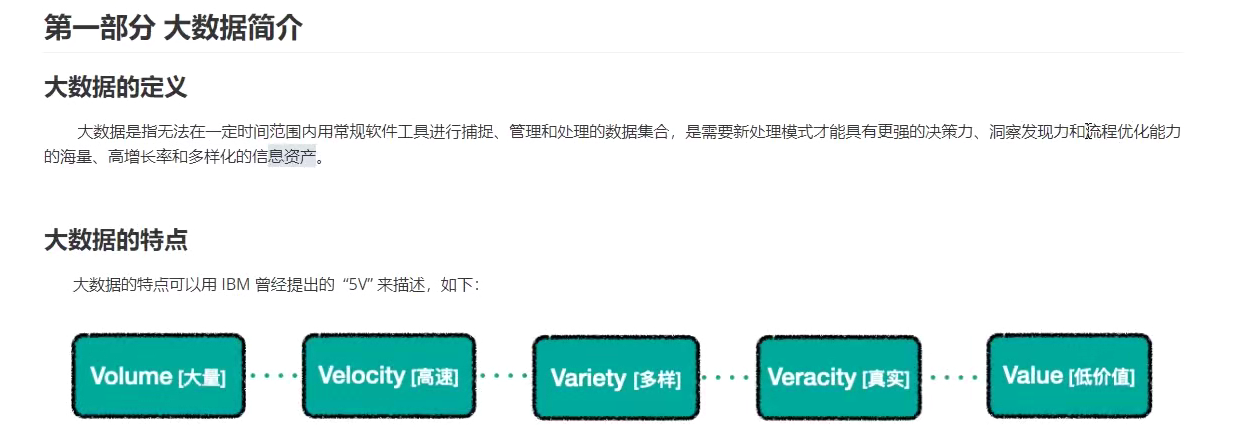 第一部分 大数据简介
大数据的定义
大数据是指无法在一定时间范围内用常规软件工具进行捕捉、管理和处理的数据集合，是需要新处理模式才能具有更强的决策力、洞察发现力和流程优化能力
的海量、高增长率和多样化的信息资产。
大数据的特点
大数据的特点可以用 IBM 曾经提出的 “5V” 来描述，如下：
Volume [大量] Velocity [高速] Variety [多样] Veracity [真实] Value [低价值]